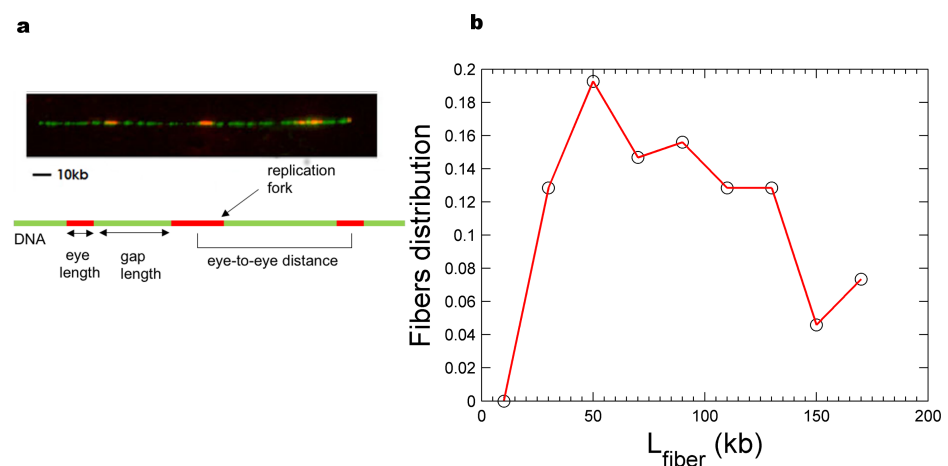 a
10kb
replication
fork
DNA
eye
length
gap
length
eye-to-eye distance
b
Fibers distribution
0.2
0.18
0.16
0.14
0.12
0.1
0.08
0.06
0.04
0.02
0
0 50 100 150 200
L_fiber (kb)